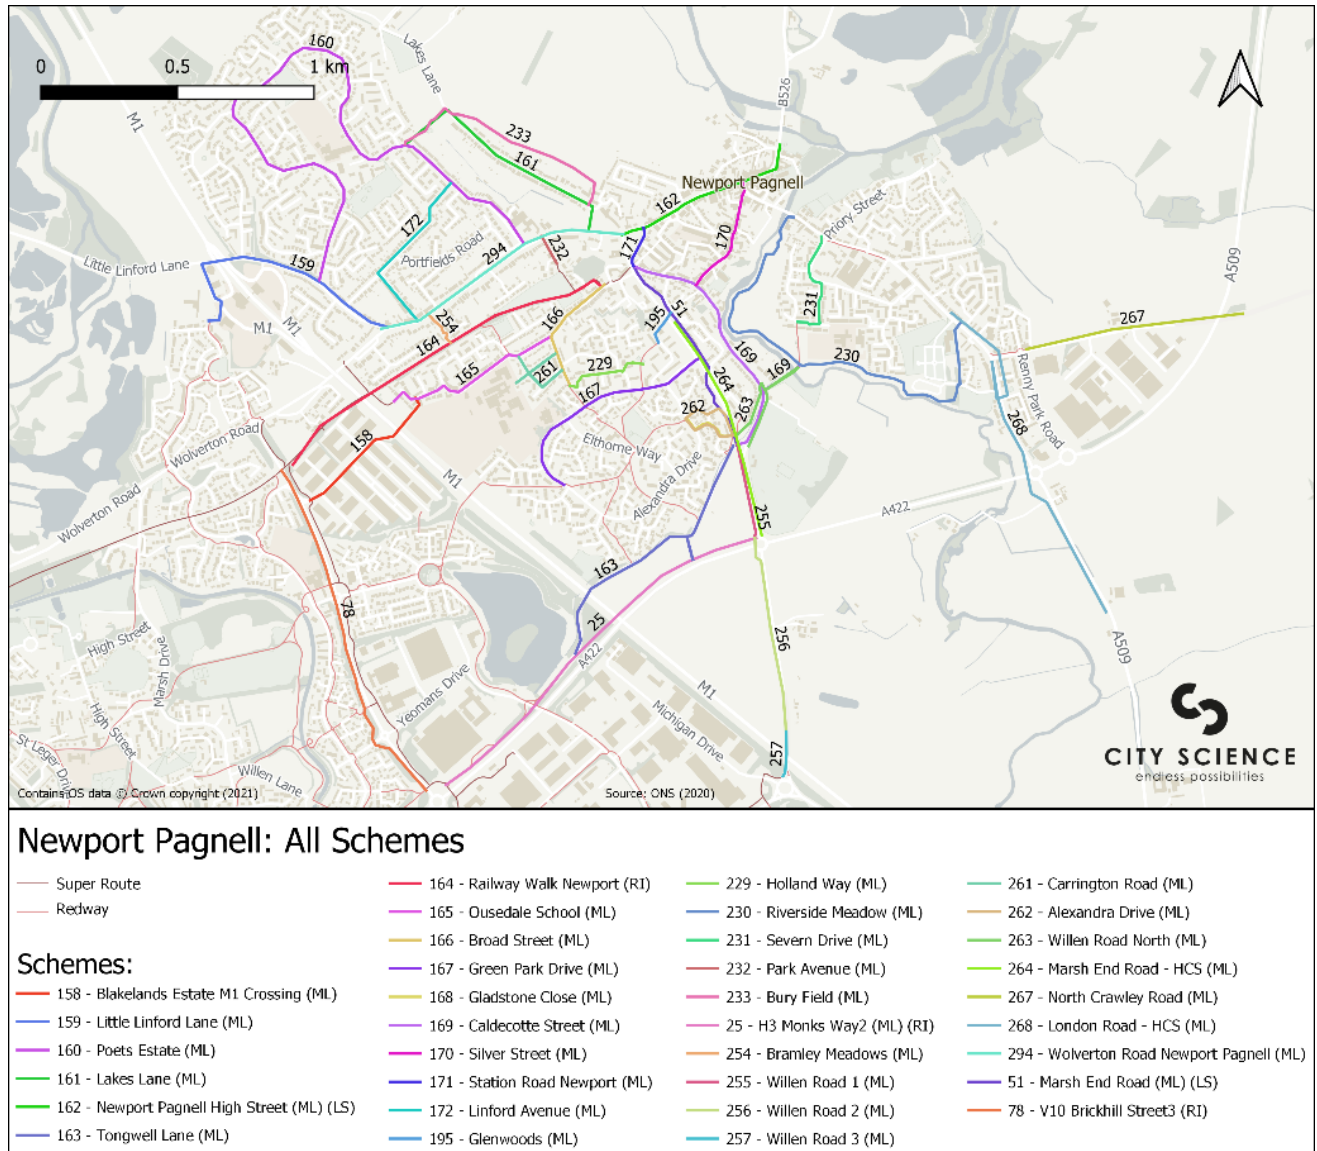 160
Lakes Lane
0 0.5 1 km
M1
B526
233
161
Newport Pagnell
162
172
Priory Street
170
171
232
Portfields Road
294
A509
Little Linford Lane
159
M1
M1
254
164
166
195
51
231
267
165
261
229
167
169
169
230
264
262
263
Renny Park Road
268
Wolverton Road
158
Elthorne Way
Alexandra Drive
M1
Wolverton Road
255
A422
163
78
25
A422
256
High Street
Marsh Drive
A509
High Street
Yeomans Drive
M1
Michigan Drive
257
St Leger Drive
Willen Lane
CITY SCIENCE
endless possibilities
Contains OS data © Crown copyright (2021)
Source: ONS (2020)
Newport Pagnell: All Schemes
Super Route
Redway
Schemes:
158 - Blakelands Estate M1 Crossing (ML)
159 - Little Linford Lane (ML)
160 - Poets Estate (ML)
161 - Lakes Lane (ML)
162 - Newport Pagnell High Street (ML) (LS)
163 - Tongwell Lane (ML)
164 - Railway Walk Newport (RI)
165 - Ousedale School (ML)
166 - Broad Street (ML)
167 - Green Park Drive (ML)
168 - Gladstone Close (ML)
169 - Caldecotte Street (ML)
170 - Silver Street (ML)
171 - Station Road Newport (ML)
172 - Linford Avenue (ML)
195 - Glenwoods (ML)
229 - Holland Way (ML)
230 - Riverside Meadow (ML)
231 - Severn Drive (ML)
232 - Park Avenue (ML)
233 - Bury Field (ML)
25 - H3 Monks Way2 (ML) (RI)
254 - Bramley Meadows (ML)
255 - Willen Road 1 (ML)
256 - Willen Road 2 (ML)
257 - Willen Road 3 (ML)
261 - Carrington Road (ML)
262 - Alexandra Drive (ML)
263 - Willen Road North (ML)
264 - Marsh End Road - HCS (ML)
267 - North Crawley Road (ML)
268 - London Road - HCS (ML)
294 - Wolverton Road Newport Pagnell (ML)
51 - Marsh End Road (ML) (LS)
78 - V10 Brickhill Street3 (RI)